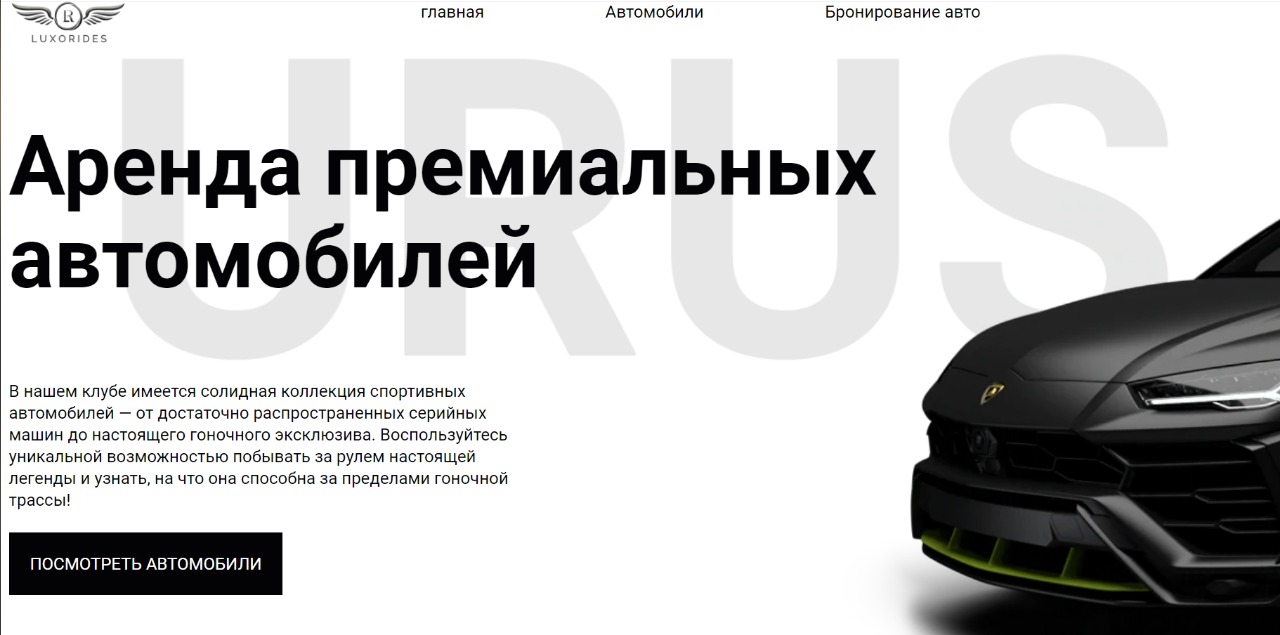 R
LUXORIDES
главная
Автомобили
Бронирование авто
URUS
Аренда премиальных
автомобилей
В нашем клубе имеется солидная коллекция спортивных
автомобилей — от достаточно распространенных серийных
машин до настоящего гоночного эксклюзива. Воспользуйтесь
уникальной возможностью побывать за рулем настоящей
легенды и узнать, на что она способна за пределами гоночной
трассы!
ПОСМОТРЕТЬ АВТОМОБИЛИ